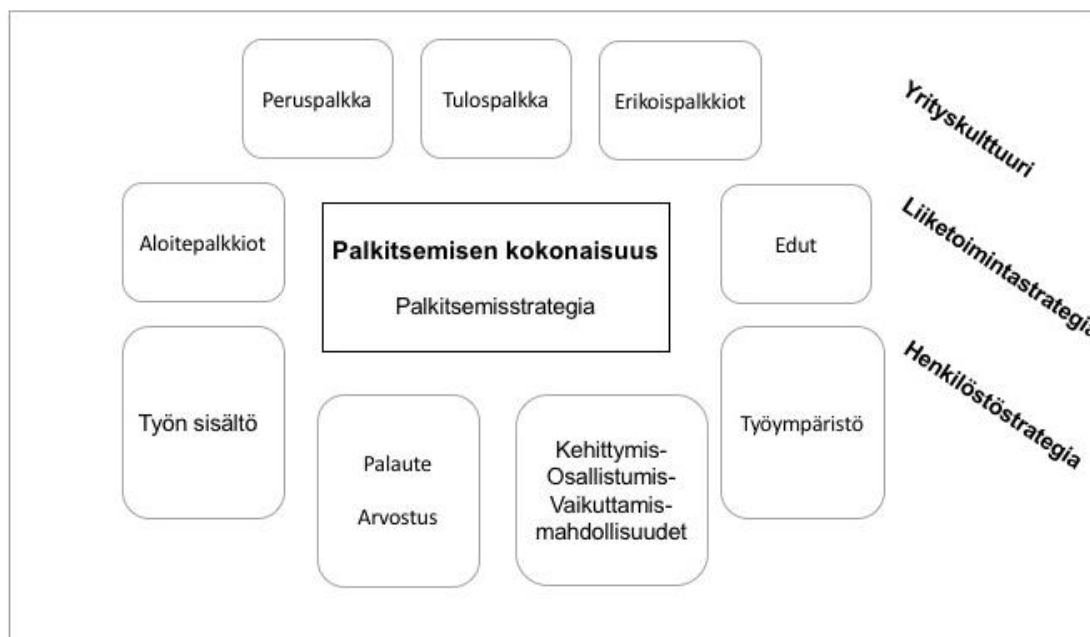 Peruspalkka
Tulospalkka
Erikoispalkkiot
Yrityskulttuuri
Aloitepalkkiot
Palkitsemisen kokonaisuus
Palkitsemisstrategia
Edut
Liiketoimintastrategia
Työn sisältö
Palaute
Arvostus
Kehittymis-
Osallistumis-
Vaikuttamis-
mahdollisuudet
Työympäristö
Henkilöstöstrategia